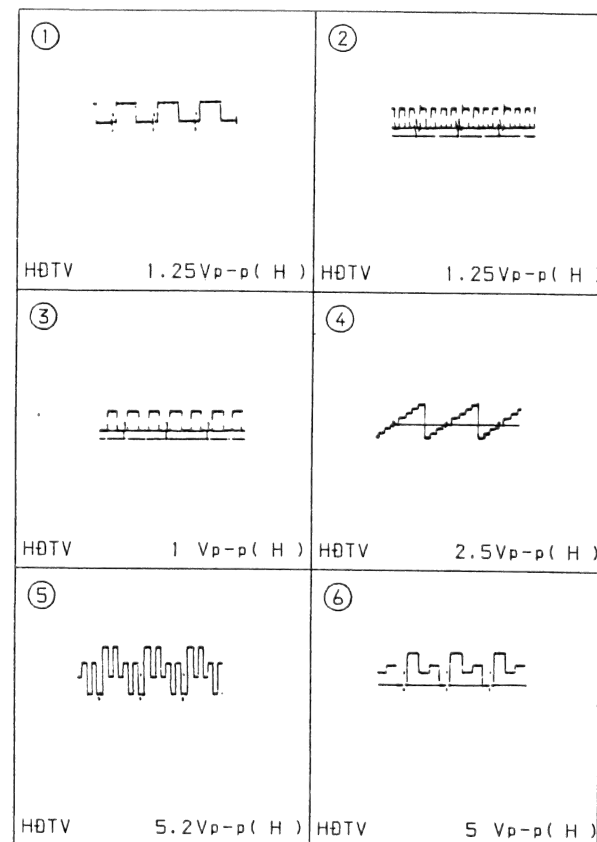 ①
②
HDTV 1.25Vp-p( H )
HDTV 1.25Vp-p( H )
③
④
HDTV 1 Vp-p( H )
HDTV 2.5Vp-p( H )
⑤
⑥
HDTV 5.2Vp-p( H )
HDTV 5 Vp-p( H )